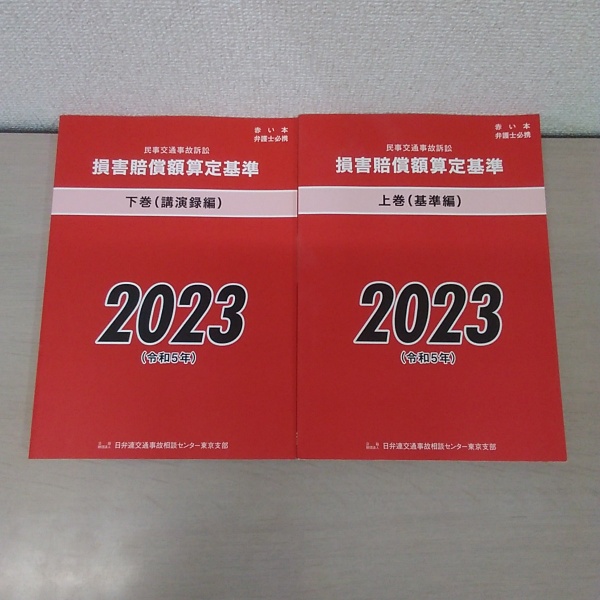 赤い本
弁護士必携
民事交通事故訴訟
損害賠償額算定基準
下巻(講演録編)
2023
(令和5年)
日弁連交通事故相談センター東京支部
赤い本
弁護士必携
民事交通事故訴訟
損害賠償額算定基準
上巻(基準編)
2023
(令和5年)
日弁連交通事故相談センター東京支部